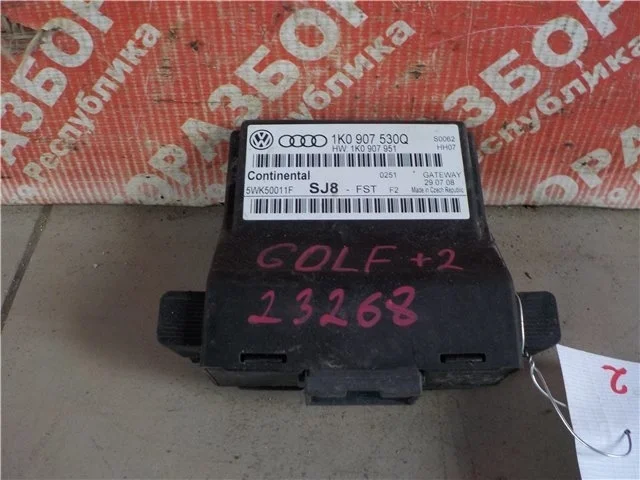 РАЗБОР
Республика
РАЗБОР
Республика
1K0 907 530Q
S0062
HW: 1K0 907 951
HH07
Continental
0251
GATEWAY
29.07.08
5WK50011F
SJ8 - FST
F2
Made in Czech Republic
GOLF +2
23268
2